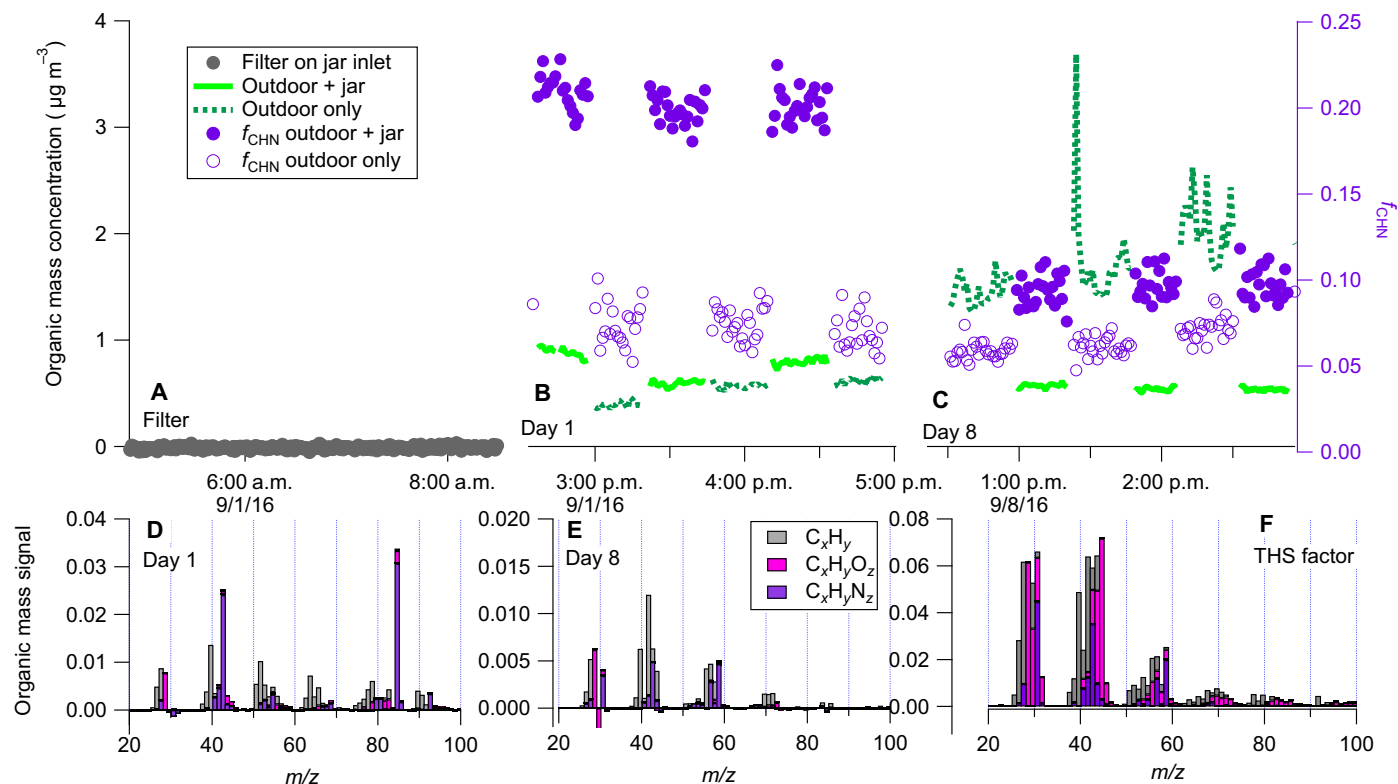 Organic mass concentration ( µg m⁻³)
4
3
2
1
0
Filter on jar inlet
Outdoor + jar
Outdoor only
f_CHN outdoor + jar
f_CHN outdoor only
A
Filter
6:00 a.m.
8:00 a.m.
9/1/16
B
Day 1
3:00 p.m.
4:00 p.m.
5:00 p.m.
9/1/16
C
Day 8
1:00 p.m.
2:00 p.m.
9/8/16
0.25
0.20
0.15
0.10
0.05
0.00
f_CHN
Organic mass signal
0.04
0.03
0.02
0.01
0.00
D
Day 1
20 40 60 80 100
m/z
0.020
0.015
0.010
0.005
0.000
E
Day 8
CxHy
CxHyOz
CxHyNz
20 40 60 80 100
m/z
0.08
0.06
0.04
0.02
0.00
F
THS factor
20 40 60 80 100
m/z